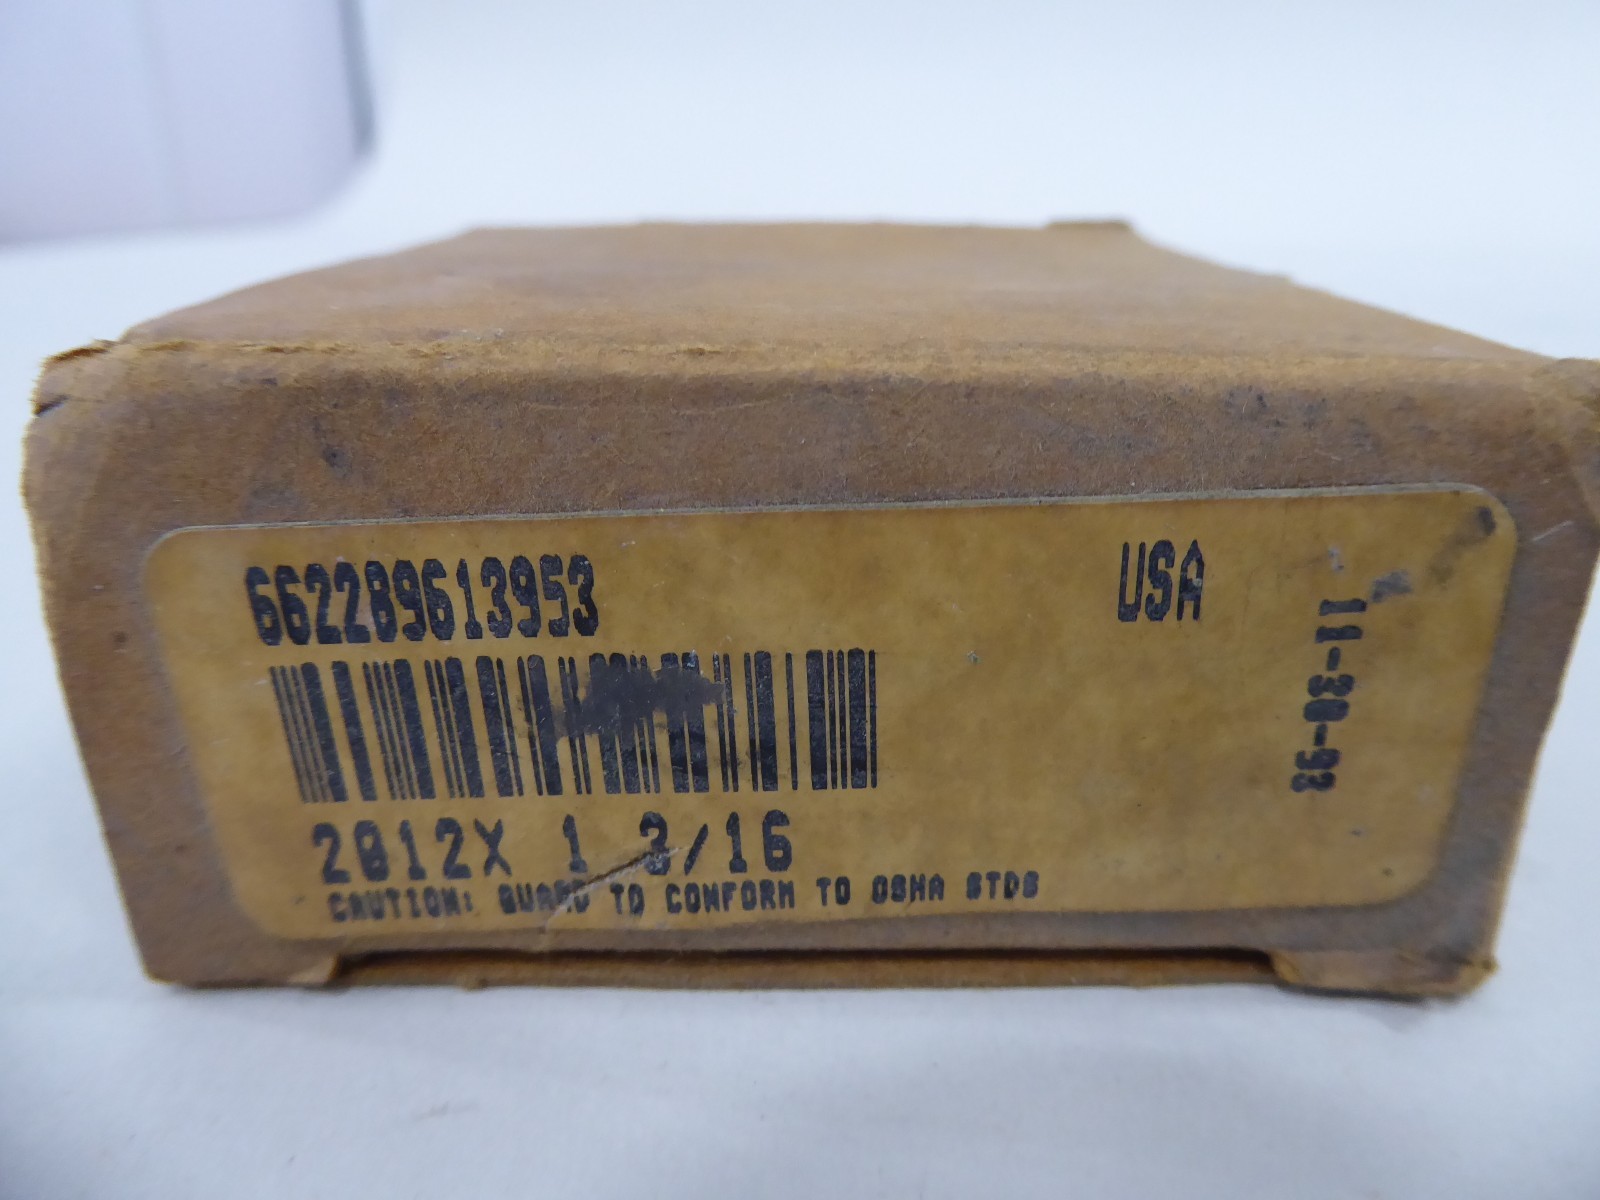 662289613953
USA
11-30-93
2012X 1 3/16
CAUTION: GUARD TO CONFORM TO OSHA STDS